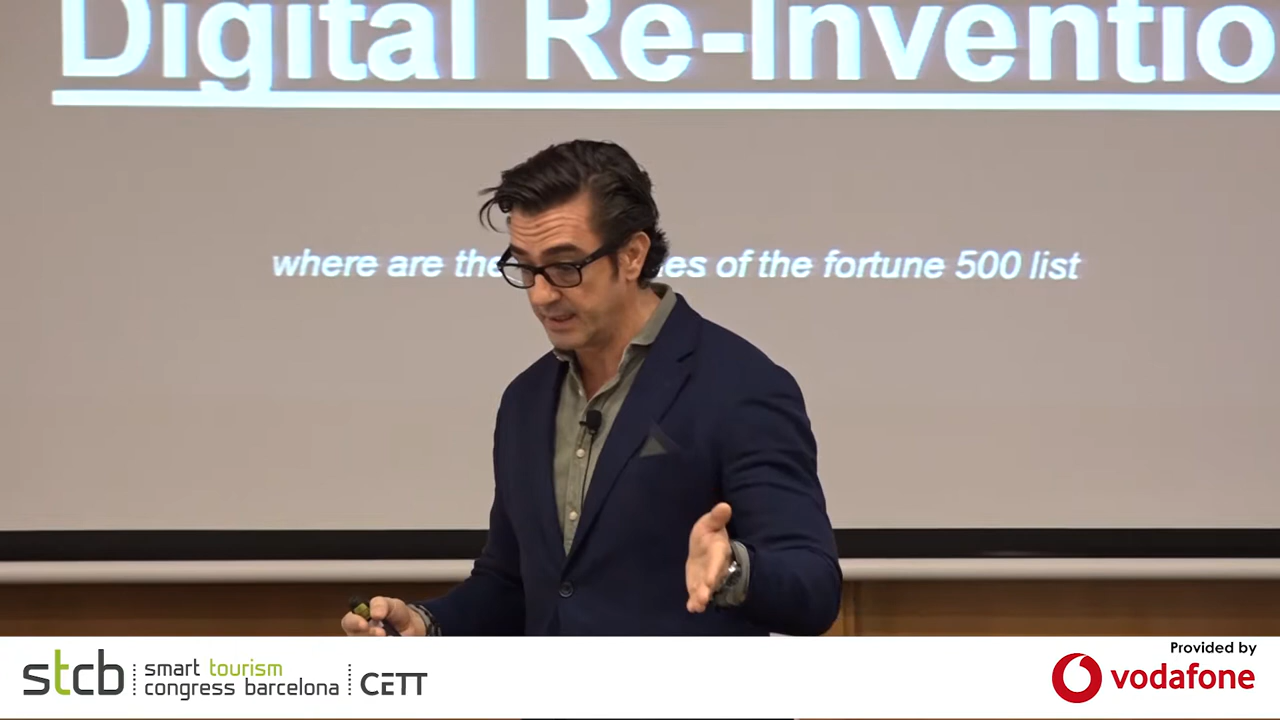 Digital Re-Inventio
where are the es of the fortune 500 list
stcb
smart tourism
congress barcelona
CETT
Provided by
vodafone